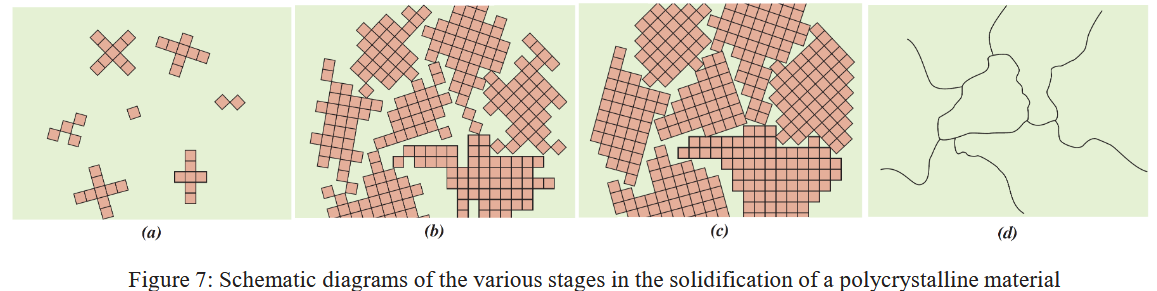 (a) (b) (c) (d)
Figure 7: Schematic diagrams of the various stages in the solidification of a polycrystalline material